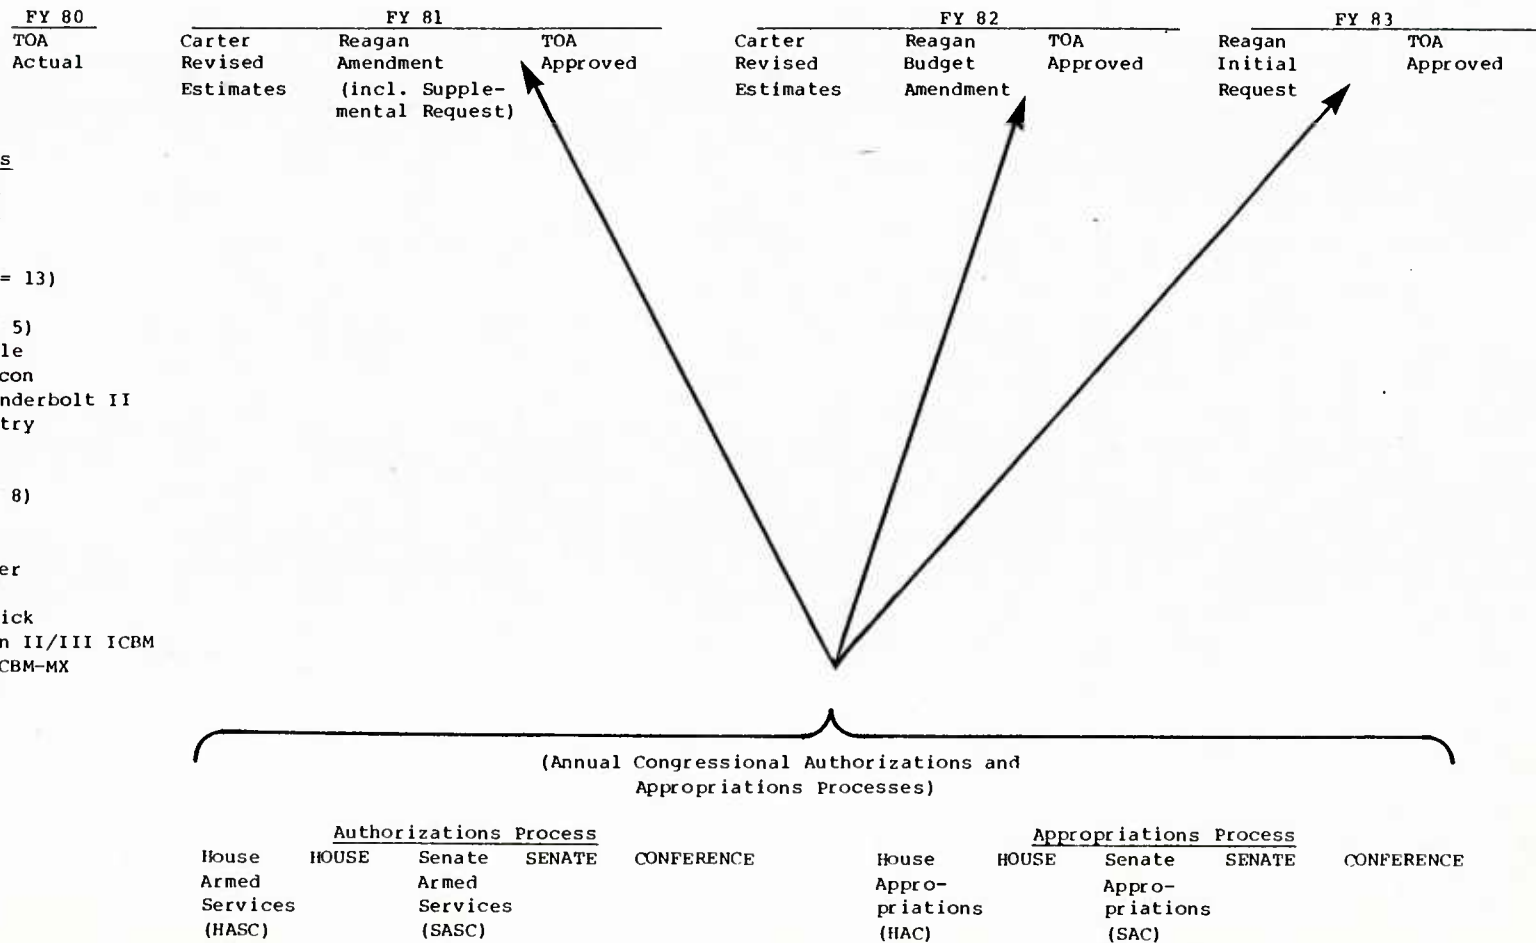 FY 80 FY 81 FY 82 FY 83
TOA Carter Reagan TOA Carter Reagan TOA Reagan TOA
Actual Revised Amendment Approved Revised Budget Approved Initial Approved
Estimates (incl. Supple- Estimates Amendment Request
mental Request)
s
= 13)
5)
le
con
nderbolt II
try
8)
er
ick
n II/III ICBM
CBM-MX
(Annual Congressional Authorizations and
Appropriations Processes)
Authorizations Process Appropriations Process
House HOUSE Senate SENATE CONFERENCE House HOUSE Senate SENATE CONFERENCE
Armed Armed Appro- Appro-
Services Services priations priations
(HASC) (SASC) (HAC) (SAC)